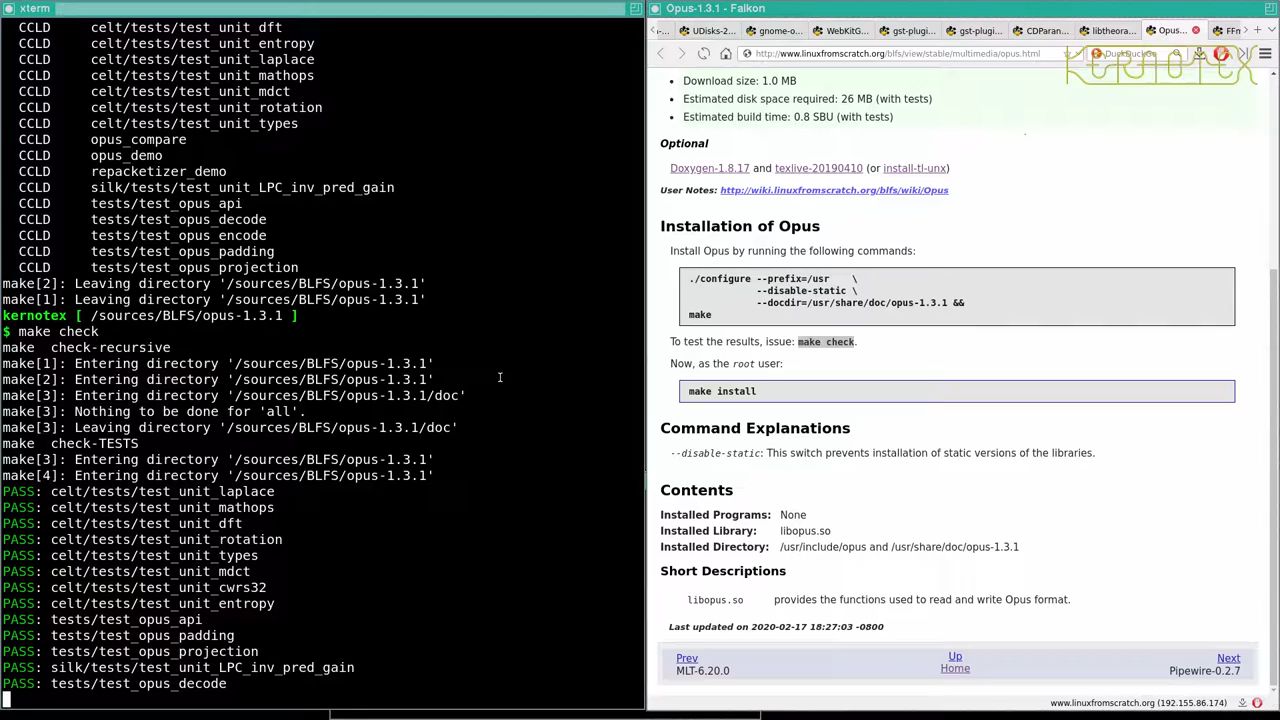 xterm
CCLD celt/tests/test_unit_dft
CCLD celt/tests/test_unit_entropy
CCLD celt/tests/test_unit_laplace
CCLD celt/tests/test_unit_mathops
CCLD celt/tests/test_unit_mdct
CCLD celt/tests/test_unit_rotation
CCLD celt/tests/test_unit_types
CCLD opus_compare
CCLD opus_demo
CCLD repacketizer_demo
CCLD silk/tests/test_unit_LPC_inv_pred_gain
CCLD tests/test_opus_api
CCLD tests/test_opus_decode
CCLD tests/test_opus_encode
CCLD tests/test_opus_padding
CCLD tests/test_opus_projection
make[2]: Leaving directory '/sources/BLFS/opus-1.3.1'
make[1]: Leaving directory '/sources/BLFS/opus-1.3.1'
kernotex [ /sources/BLFS/opus-1.3.1 ]
$ make check
make check-recursive
make[1]: Entering directory '/sources/BLFS/opus-1.3.1'
make[2]: Entering directory '/sources/BLFS/opus-1.3.1'
make[3]: Entering directory '/sources/BLFS/opus-1.3.1/doc'
make[3]: Nothing to be done for 'all'.
make[3]: Leaving directory '/sources/BLFS/opus-1.3.1/doc'
make check-TESTS
make[3]: Entering directory '/sources/BLFS/opus-1.3.1'
make[4]: Entering directory '/sources/BLFS/opus-1.3.1'
PASS: celt/tests/test_unit_laplace
PASS: celt/tests/test_unit_mathops
PASS: celt/tests/test_unit_dft
PASS: celt/tests/test_unit_rotation
PASS: celt/tests/test_unit_types
PASS: celt/tests/test_unit_mdct
PASS: celt/tests/test_unit_cwrs32
PASS: celt/tests/test_unit_entropy
PASS: tests/test_opus_api
PASS: tests/test_opus_padding
PASS: tests/test_opus_projection
PASS: silk/tests/test_unit_LPC_inv_pred_gain
PASS: tests/test_opus_decode
Opus-1.3.1 - Falkon
UDisks-2... gnome-o... WebKitG... gst-plugi... gst-plugi... CDParan... libtheora... Opus... FFn
http://www.linuxfromscratch.org/blfs/view/stable/multimedia/opus.html DuckDuckGo
KERNOTEX
• Download size: 1.0 MB
• Estimated disk space required: 26 MB (with tests)
• Estimated build time: 0.8 SBU (with tests)
Optional
Doxygen-1.8.17 and texlive-20190410 (or install-tl-unx)
User Notes: http://wiki.linuxfromscratch.org/blfs/wiki/Opus
Installation of Opus
Install Opus by running the following commands:
./configure --prefix=/usr \
--disable-static \
--docdir=/usr/share/doc/opus-1.3.1 &&
make
To test the results, issue: make check.
Now, as the root user:
make install
Command Explanations
--disable-static: This switch prevents installation of static versions of the libraries.
Contents
Installed Programs: None
Installed Library: libopus.so
Installed Directory: /usr/include/opus and /usr/share/doc/opus-1.3.1
Short Descriptions
libopus.so provides the functions used to read and write Opus format.
Last updated on 2020-02-17 18:27:03 -0800
Prev Up Next
MLT-6.20.0 Home Pipewire-0.2.7
www.linuxfromscratch.org (192.155.86.174)